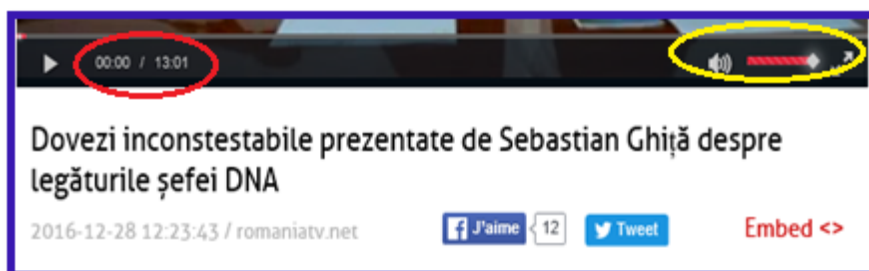 00:00 / 13:01
Dovezi inconstestabile prezentate de Sebastian Ghiță despre
legăturile șefei DNA
2016-12-28 12:23:43 / romaniatv.net J'aime 12 Tweet Embed <>